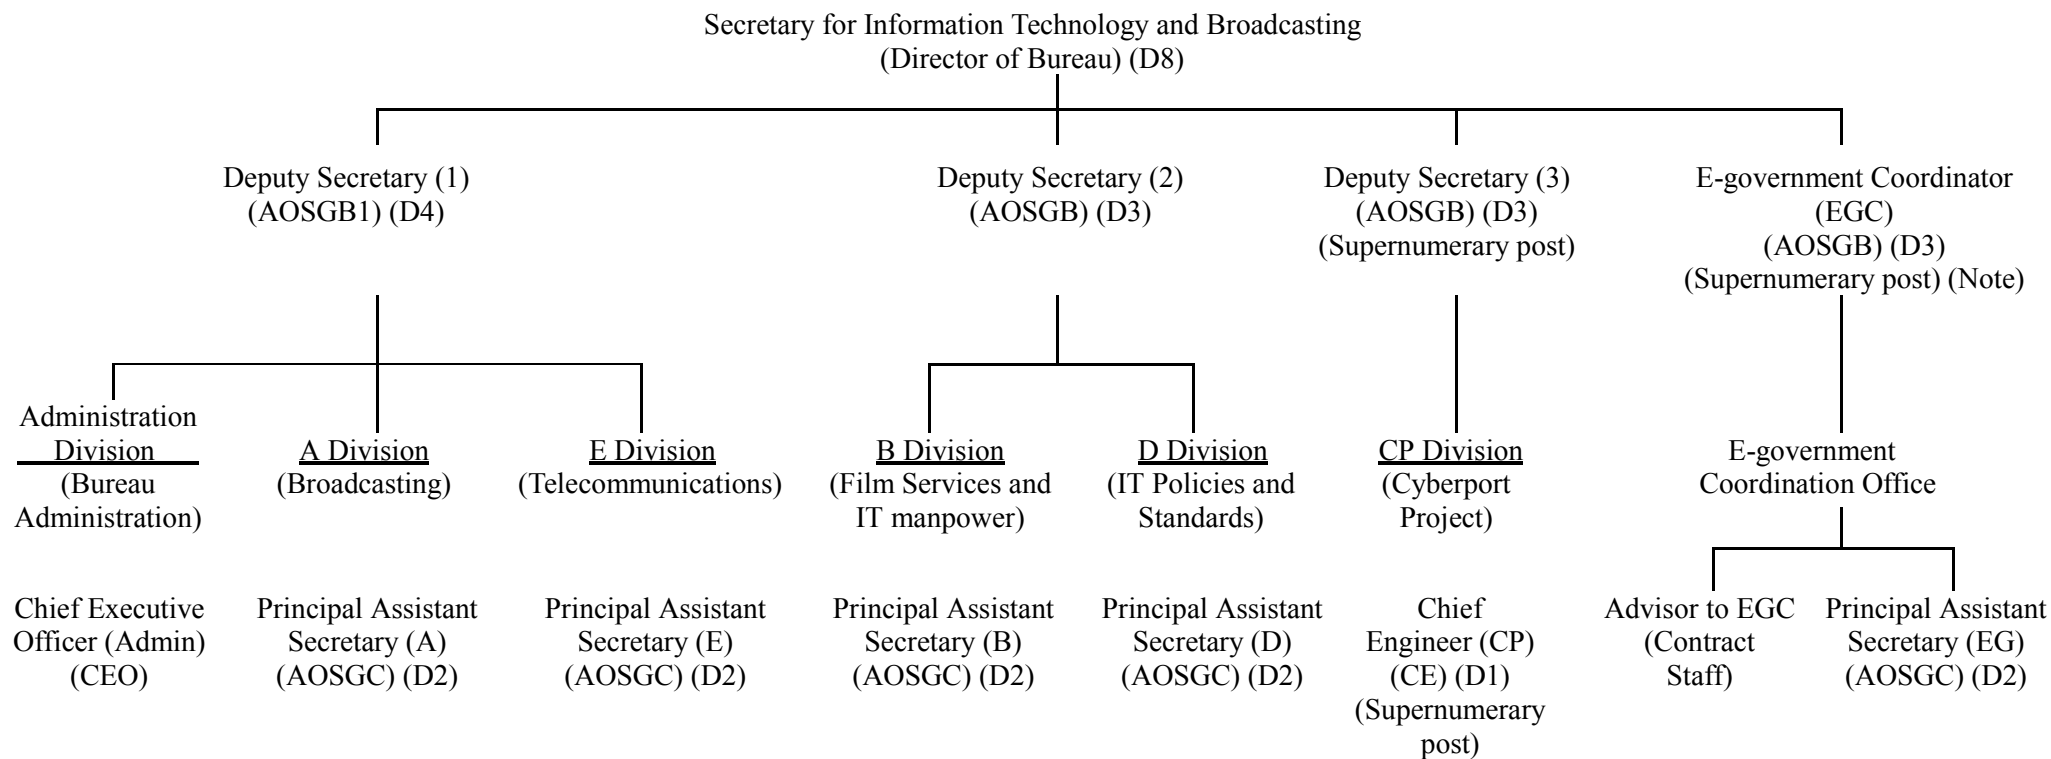 Secretary for Information Technology and Broadcasting
(Director of Bureau) (D8)
Deputy Secretary (1)
(AOSGB1) (D4)
Deputy Secretary (2)
(AOSGB) (D3)
Deputy Secretary (3)
(AOSGB) (D3)
(Supernumerary post)
E-government Coordinator
(EGC)
(AOSGB) (D3)
(Supernumerary post) (Note)
Administration
Division
(Bureau
Administration)
A Division
(Broadcasting)
E Division
(Telecommunications)
B Division
(Film Services and
IT manpower)
D Division
(IT Policies and
Standards)
CP Division
(Cyberport
Project)
E-government
Coordination Office
Chief Executive
Officer (Admin)
(CEO)
Principal Assistant
Secretary (A)
(AOSGC) (D2)
Principal Assistant
Secretary (E)
(AOSGC) (D2)
Principal Assistant
Secretary (B)
(AOSGC) (D2)
Principal Assistant
Secretary (D)
(AOSGC) (D2)
Chief
Engineer (CP)
(CE) (D1)
(Supernumerary
post)
Advisor to EGC
(Contract
Staff)
Principal Assistant
Secretary (EG)
(AOSGC) (D2)